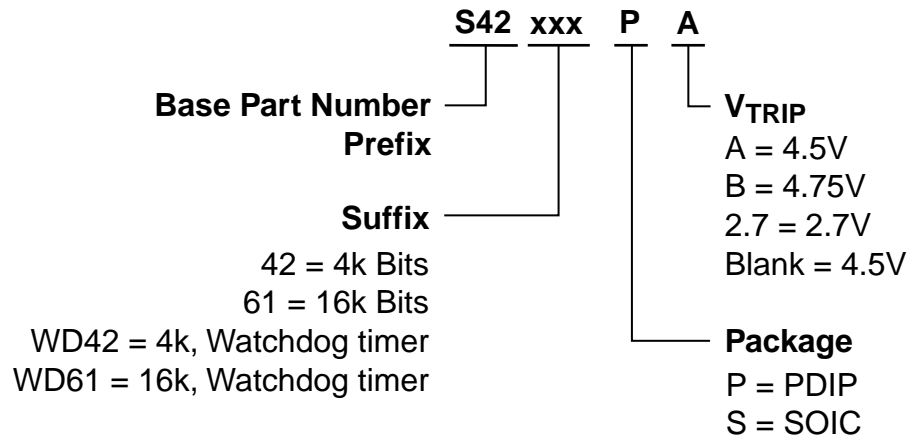 S42 xxx P A
Base Part Number
Prefix
Suffix
42 = 4k Bits
61 = 16k Bits
WD42 = 4k, Watchdog timer
WD61 = 16k, Watchdog timer
VTRIP
A = 4.5V
B = 4.75V
2.7 = 2.7V
Blank = 4.5V
Package
P = PDIP
S = SOIC